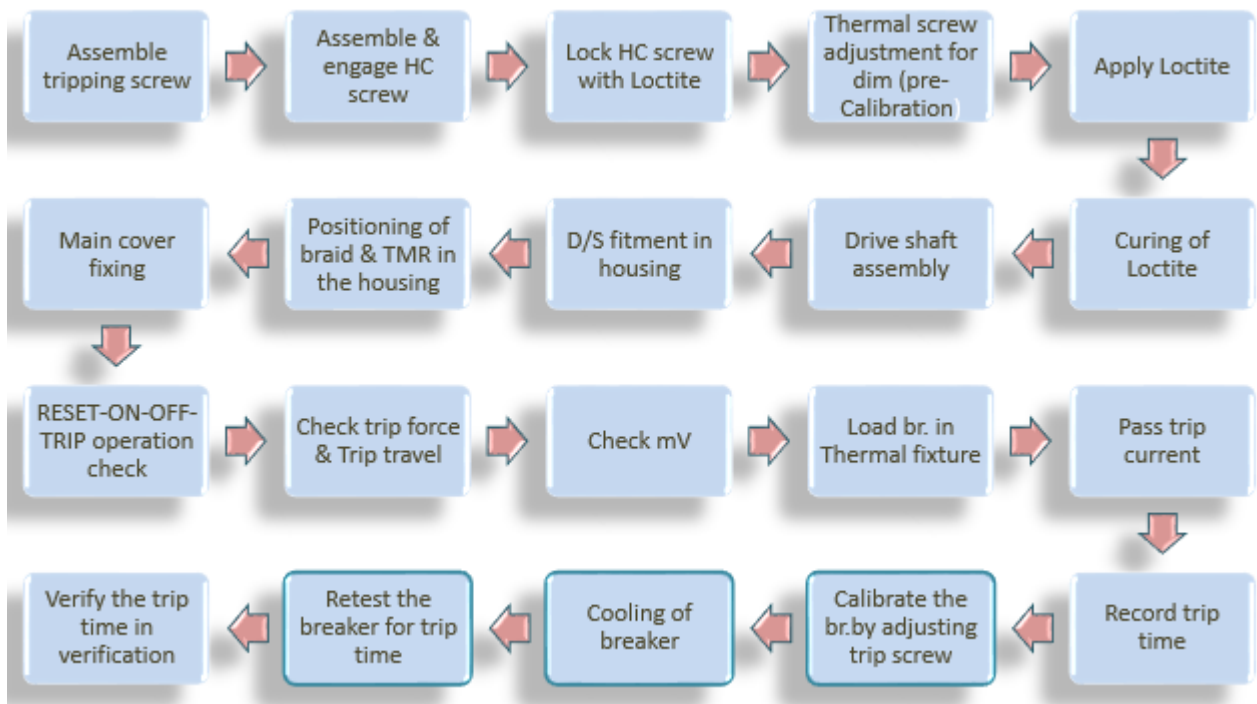 Assemble
tripping screw
Assemble &
engage HC
screw
Lock HC screw
with Loctite
Thermal screw
adjustment for
dim (pre-
Calibration)
Apply Loctite
Curing of
Loctite
Drive shaft
assembly
D/S fitment in
housing
Positioning of
braid & TMR in
the housing
Main cover
fixing
RESET-ON-OFF-
TRIP operation
check
Check trip force
& Trip travel
Check mV
Load br. in
Thermal fixture
Pass trip
current
Record trip
time
Calibrate the
br.by adjusting
trip screw
Cooling of
breaker
Retest the
breaker for trip
time
Verify the trip
time in
verification